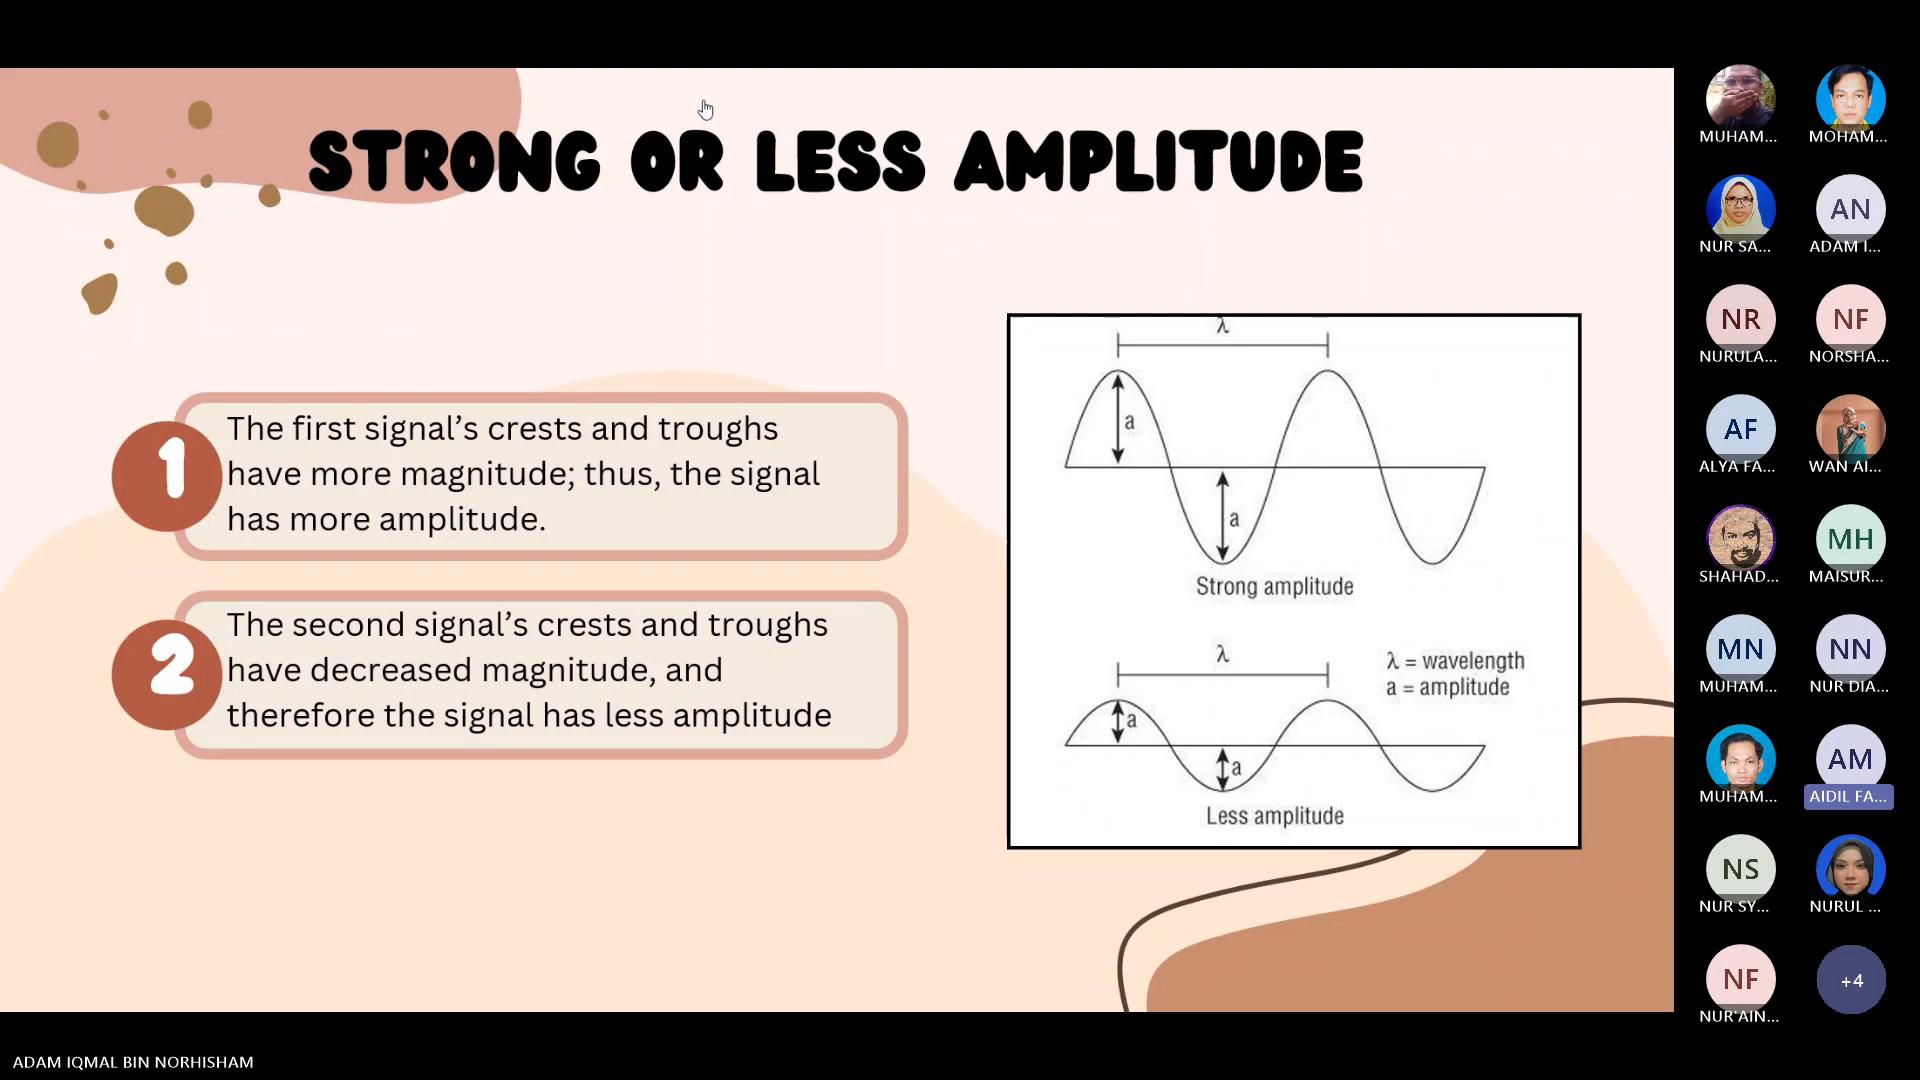 STRONG OR LESS AMPLITUDE
1
The first signal’s crests and troughs
have more magnitude; thus, the signal
has more amplitude.
2
The second signal’s crests and troughs
have decreased magnitude, and
therefore the signal has less amplitude
λ
a
a
Strong amplitude
λ
λ = wavelength
a = amplitude
a
a
Less amplitude
MUHAM...
MOHAM...
NUR SA...
AN
ADAM I...
NR
NURULA...
NF
NORSHA...
AF
ALYA FA...
WAN AI...
SHAHAD...
MH
MAISUR...
MN
MUHAM...
NN
NUR DIA...
MUHAM...
AM
AIDIL FA...
NS
NUR SY...
NURUL ...
NF
NUR'AIN...
+4
ADAM IQMAL BIN NORHISHAM